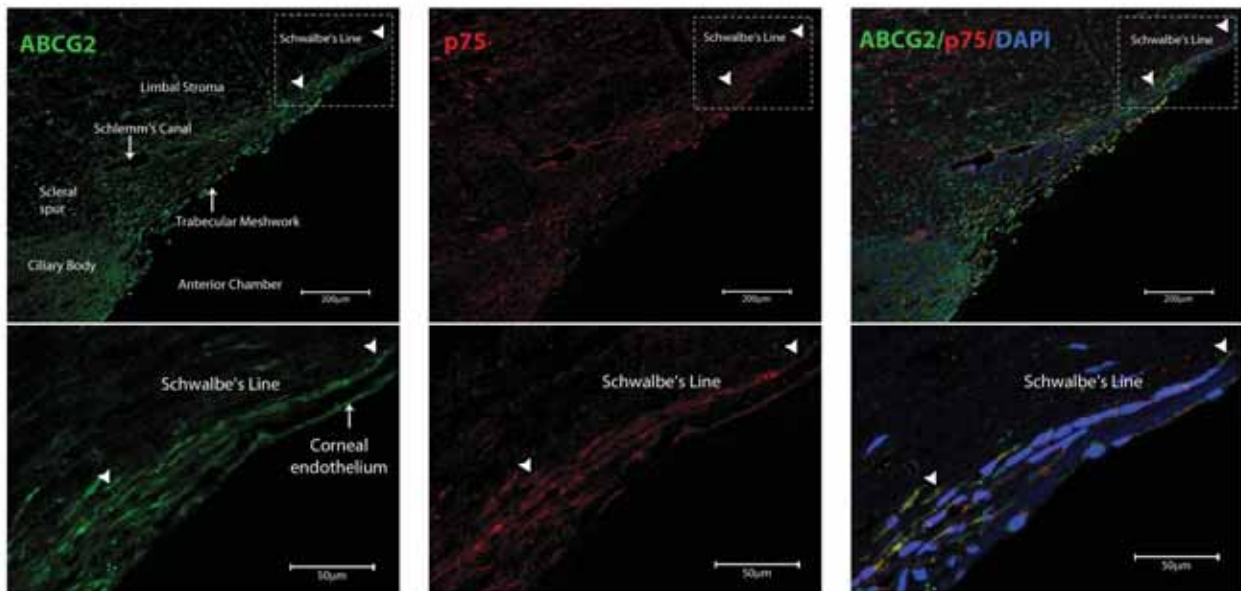 ABCG2
Schwalbe's Line
Limbal Stroma
Schlemm's Canal
Scleral
spur
Trabecular Meshwork
Ciliary Body
Anterior Chamber
200µm
p75
Schwalbe's Line
200µm
ABCG2/p75/DAPI
Schwalbe's Line
200µm
Schwalbe's Line
Corneal
endothelium
50µm
Schwalbe's Line
50µm
Schwalbe's Line
50µm